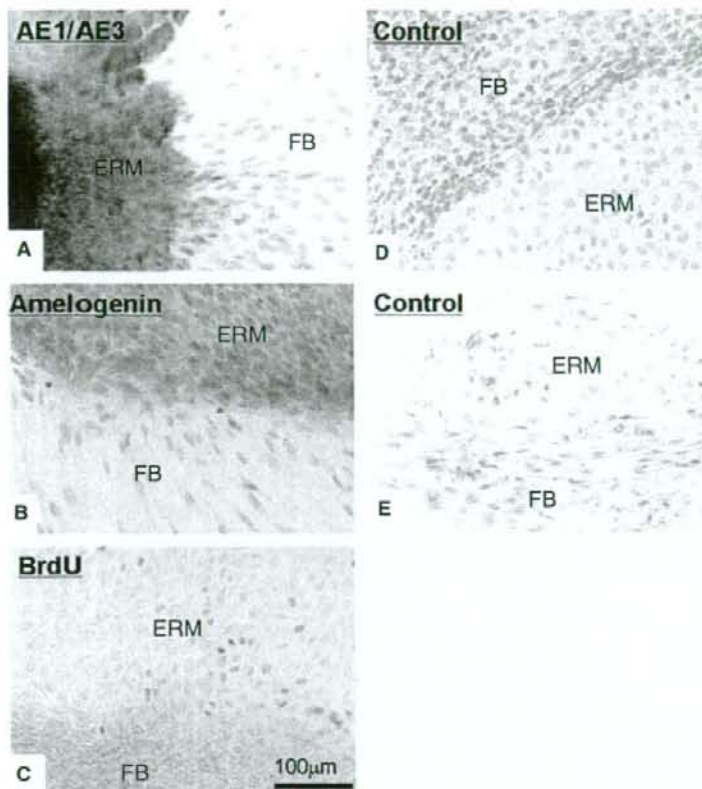 AE1/AE3
ERM
FB
A
Control
FB
ERM
D
Amelogenin
ERM
FB
B
Control
ERM
FB
E
BrdU
ERM
FB
C
100μm